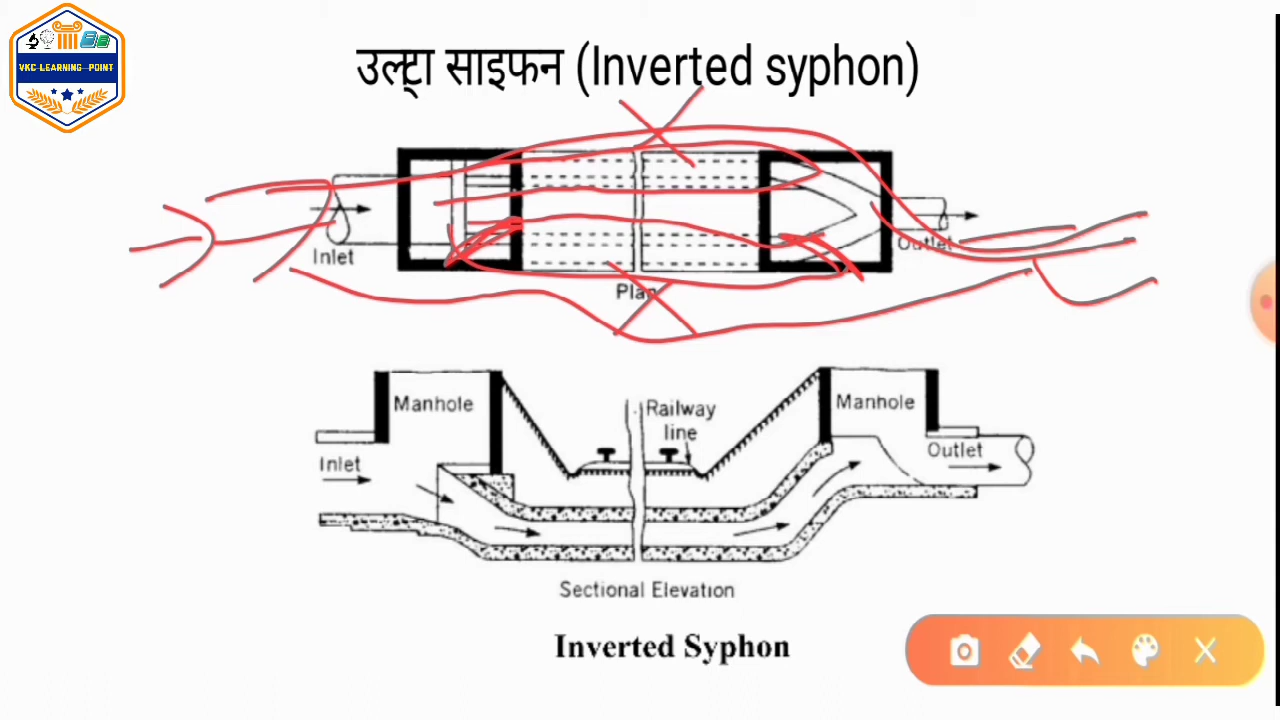 VKC-LEARNING-POINT
उल्टा साइफन (Inverted syphon)
Inlet
Outlet
Plan
Manhole
Railway
line
Manhole
Inlet
Outlet
Sectional Elevation
Inverted Syphon